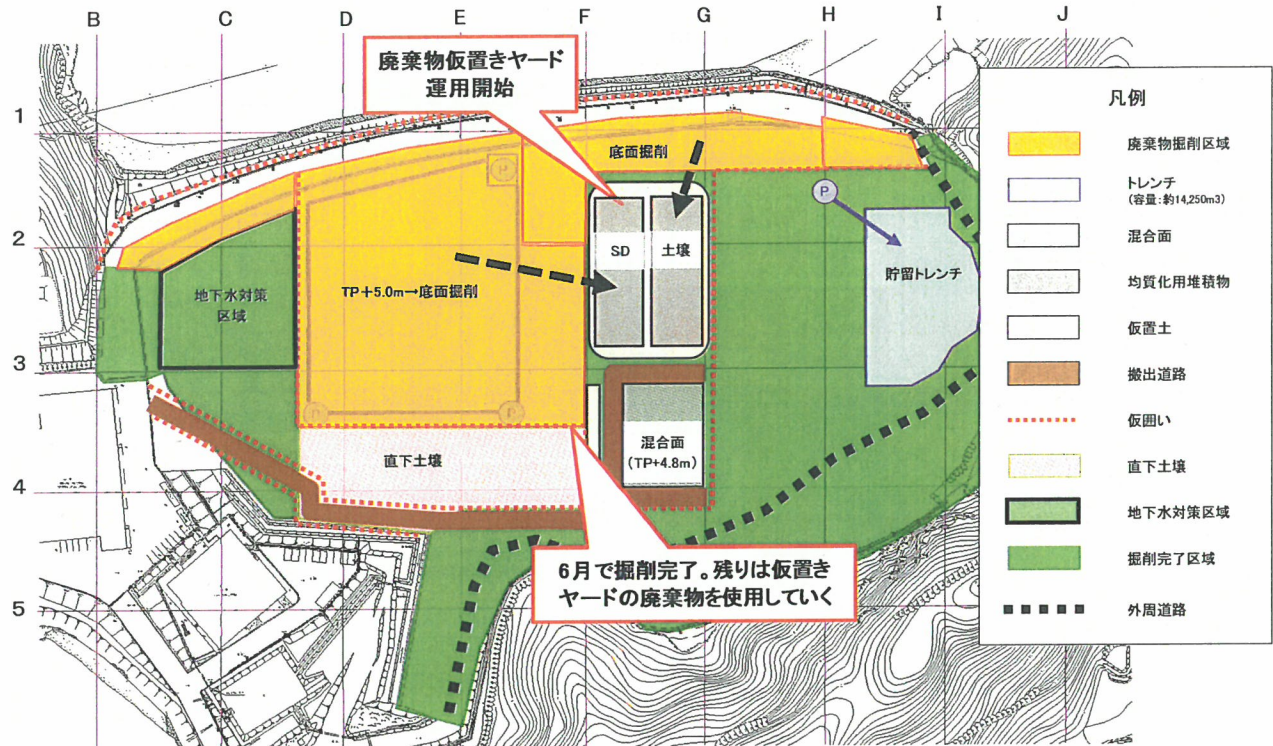 B C D E F G H I J
1
2
3
4
5
廃棄物仮置きヤード
運用開始
底面掘削
P
P
SD
土壌
貯留トレンチ
地下水対策
区域
TP+5.0m→底面掘削
P
P
混合面
(TP+4.8m)
直下土壌
6月で掘削完了。残りは仮置き
ヤードの廃棄物を使用していく
凡例
廃棄物掘削区域
トレンチ
(容量:約14,250m3)
混合面
均質化用堆積物
仮置土
搬出道路
仮囲い
直下土壌
地下水対策区域
掘削完了区域
外周道路